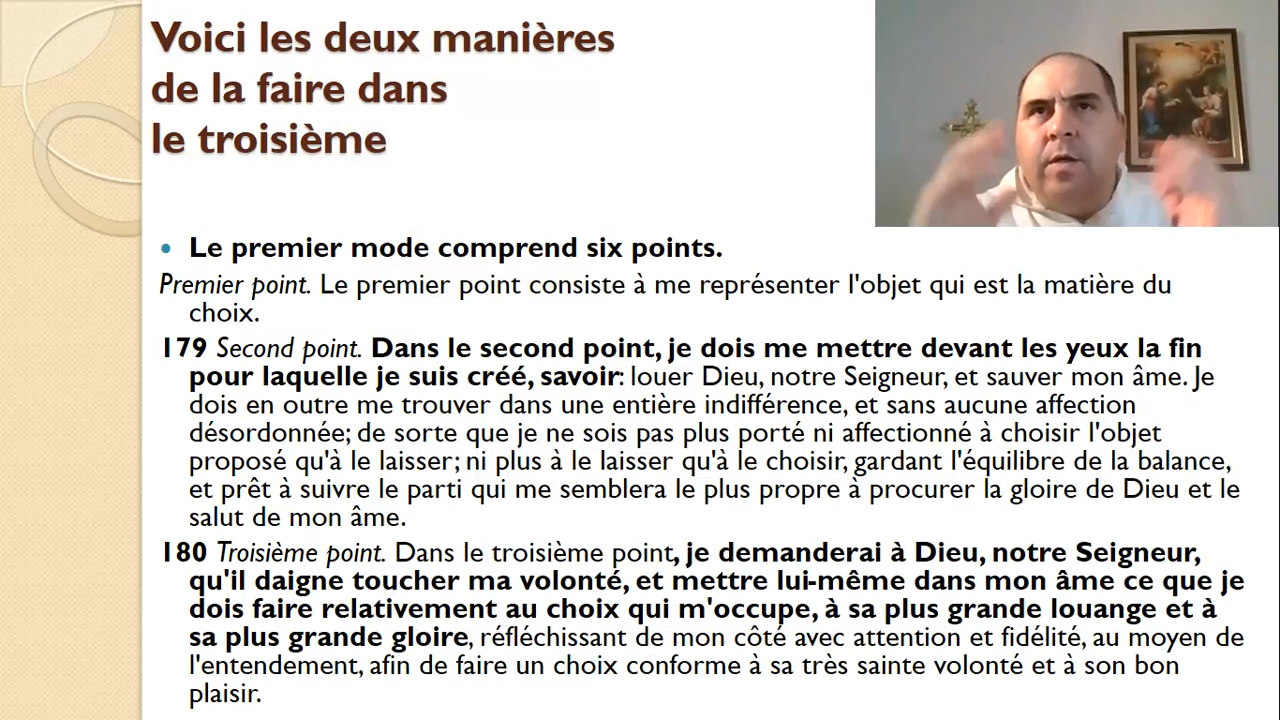 Voici les deux manières
de la faire dans
le troisième
• Le premier mode comprend six points.
Premier point. Le premier point consiste à me représenter l'objet qui est la matière du
choix.
179 Second point. Dans le second point, je dois me mettre devant les yeux la fin
pour laquelle je suis créé, savoir: louer Dieu, notre Seigneur, et sauver mon âme. Je
dois en outre me trouver dans une entière indifférence, et sans aucune affection
désordonnée; de sorte que je ne sois pas plus porté ni affectionné à choisir l'objet
proposé qu'à le laisser; ni plus à le laisser qu'à le choisir, gardant l'équilibre de la balance,
et prêt à suivre le parti qui me semblera le plus propre à procurer la gloire de Dieu et le
salut de mon âme.
180 Troisième point. Dans le troisième point, je demanderai à Dieu, notre Seigneur,
qu'il daigne toucher ma volonté, et mettre lui-même dans mon âme ce que je
dois faire relativement au choix qui m'occupe, à sa plus grande louange et à
sa plus grande gloire, réfléchissant de mon côté avec attention et fidélité, au moyen de
l'entendement, afin de faire un choix conforme à sa très sainte volonté et à son bon
plaisir.